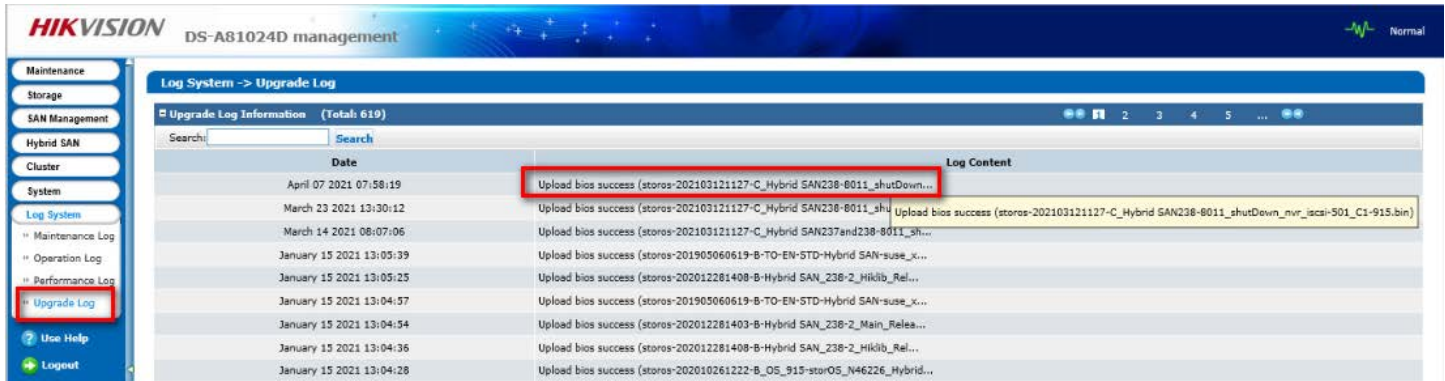 HIKVISION DS-A81024D management Normal
Maintenance
Storage
SAN Management
Hybrid SAN
Cluster
System
Log System
Maintenance Log
Operation Log
Performance Log
Upgrade Log
Use Help
Logout
Log System -> Upgrade Log
Upgrade Log Information (Total: 619) 1 2 3 4 5 ...
Search: Search
Date Log Content
April 07 2021 07:58:19 Upload bios success (storos-202103121127-C_Hybrid SAN238-8011_shutDown...
March 23 2021 13:30:12 Upload bios success (storos-202103121127-C_Hybrid SAN238-8011_shu
Upload bios success (storos-202103121127-C_Hybrid SAN238-8011_shutDown_nvr_iscsi-501_C1-915.bin)
March 14 2021 08:07:06 Upload bios success (storos-202103121127-C_Hybrid SAN237and238-8011_sh...
January 15 2021 13:05:39 Upload bios success (storos-201905060619-B-TO-EN-STD-Hybrid SAN-suse_x...
January 15 2021 13:05:25 Upload bios success (storos-202012281408-B-Hybrid SAN_238-2_Hiklib_Rel...
January 15 2021 13:04:57 Upload bios success (storos-201905060619-B-TO-EN-STD-Hybrid SAN-suse_x...
January 15 2021 13:04:54 Upload bios success (storos-202012281403-B-Hybrid SAN_238-2_Main_Relea...
January 15 2021 13:04:36 Upload bios success (storos-202012281408-B-Hybrid SAN_238-2_Hiklib_Rel...
January 15 2021 13:04:28 Upload bios success (storos-202010261222-B_OS_915-storOS_N46226_Hybrid...